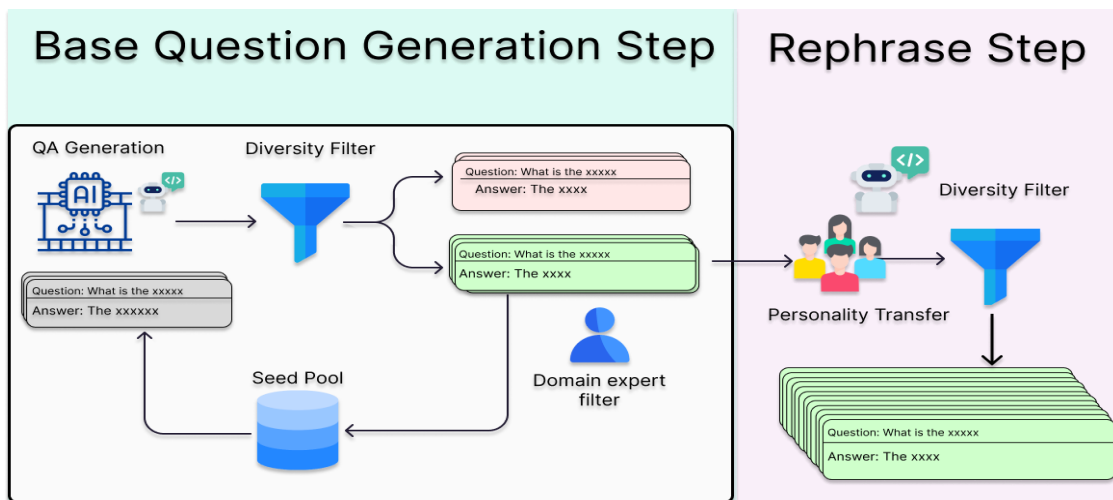 Base Question Generation Step
Rephrase Step
QA Generation
Diversity Filter
AI
</>
Question: What is the xxxxx
Answer: The xxxx
Question: What is the xxxxx
Answer: The xxxx
Question: What is the xxxxx
Answer: The xxxxxx
Seed Pool
Domain expert
filter
</>
Diversity Filter
Personality Transfer
Question: What is the xxxxx
Answer: The xxxx